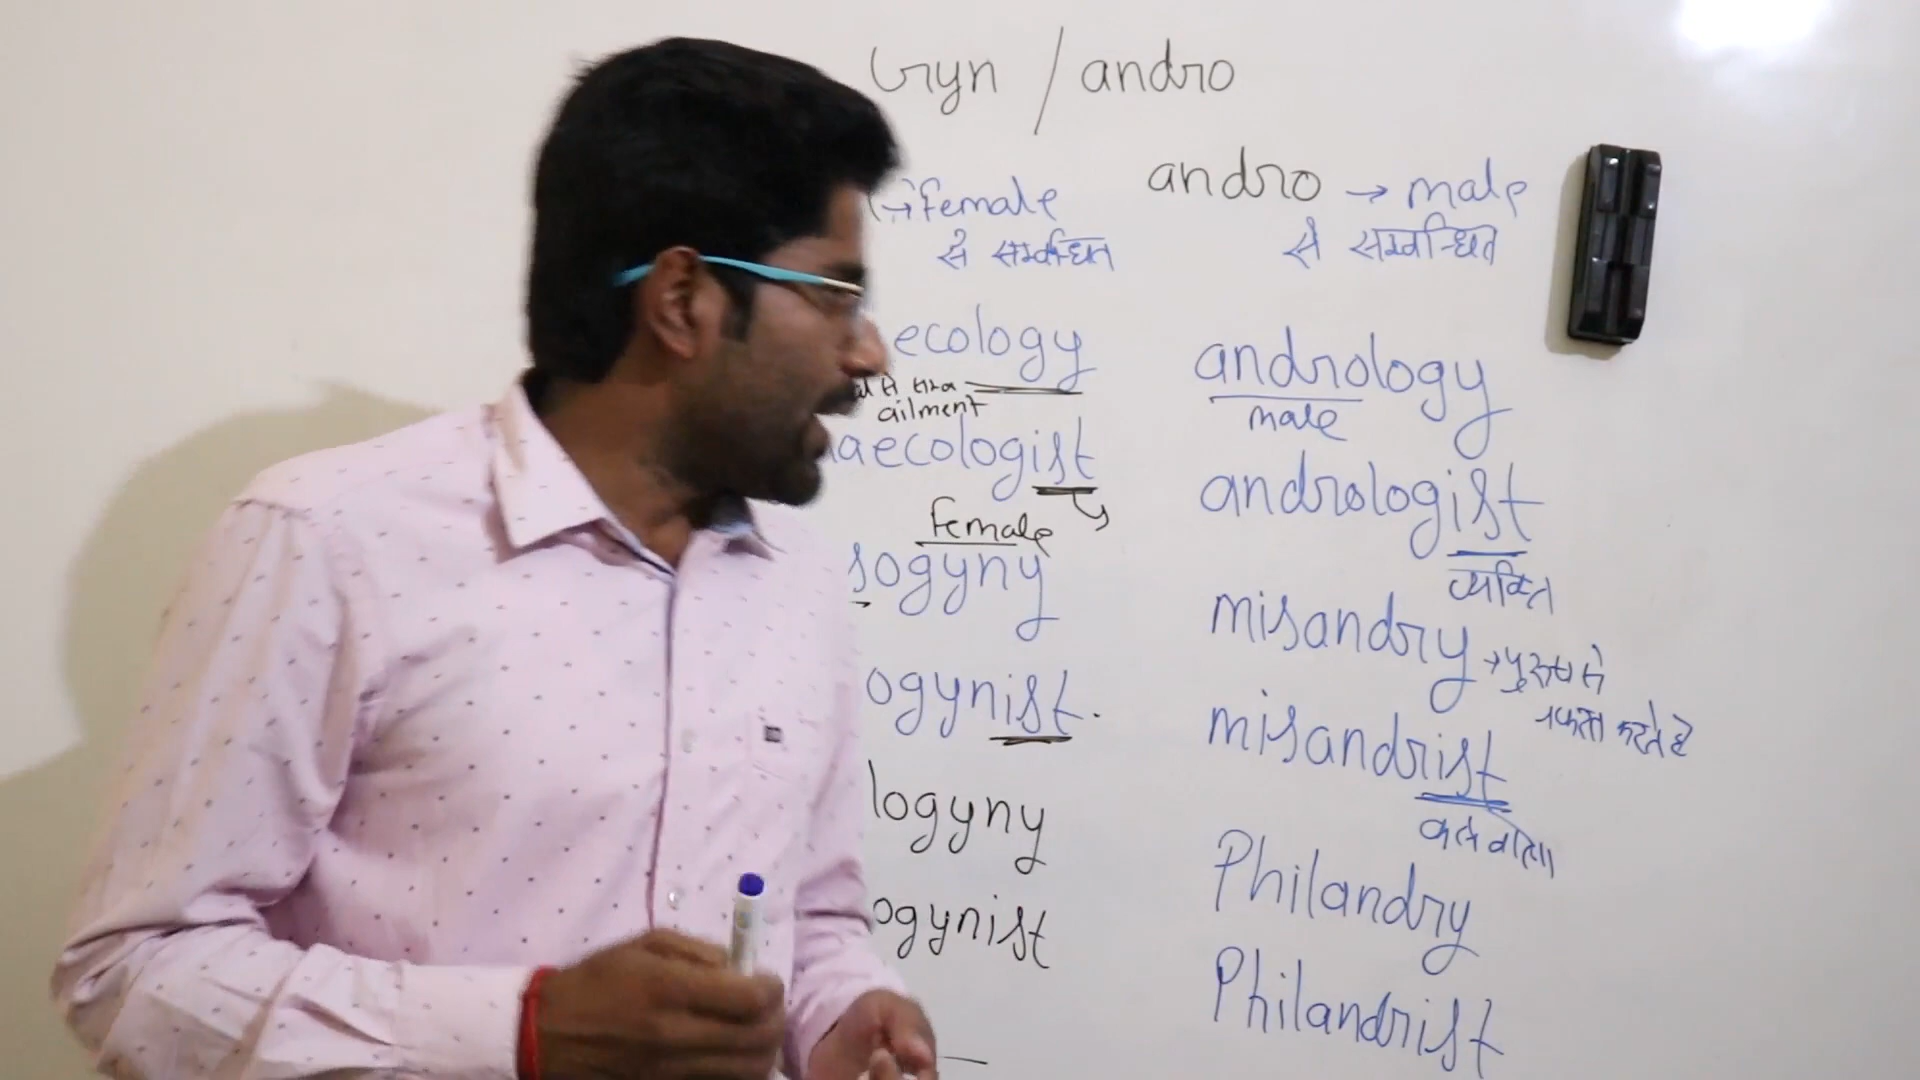 Gyn / andro
→ Female
से सम्बन्धित
ecology
ailment
aecologist
Female
sogyny
ogynist.
logyny
ogynist
andro → male
से सम्बन्धित
andrology
male
andrologist
व्यक्ति
misandry → पुरुष से
नफरत करते है
misandrist
करने वाला
Philandry
Philandrist